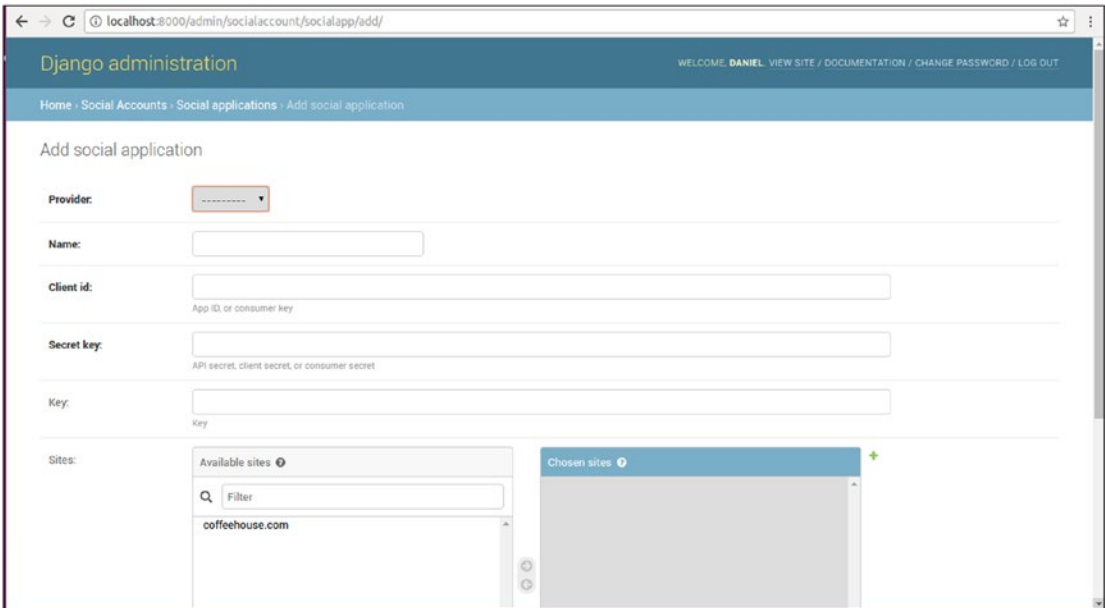 localhost:8000/admin/socialaccount/socialapp/add/
Django administration
WELCOME, DANIEL. VIEW SITE / DOCUMENTATION / CHANGE PASSWORD / LOG OUT
Home › Social Accounts › Social applications › Add social application
Add social application
Provider:
---------
Name:
Client id:
App ID, or consumer key
Secret key:
API secret, client secret, or consumer secret
Key:
Key
Sites:
Available sites
Chosen sites
Filter
coffeehouse.com